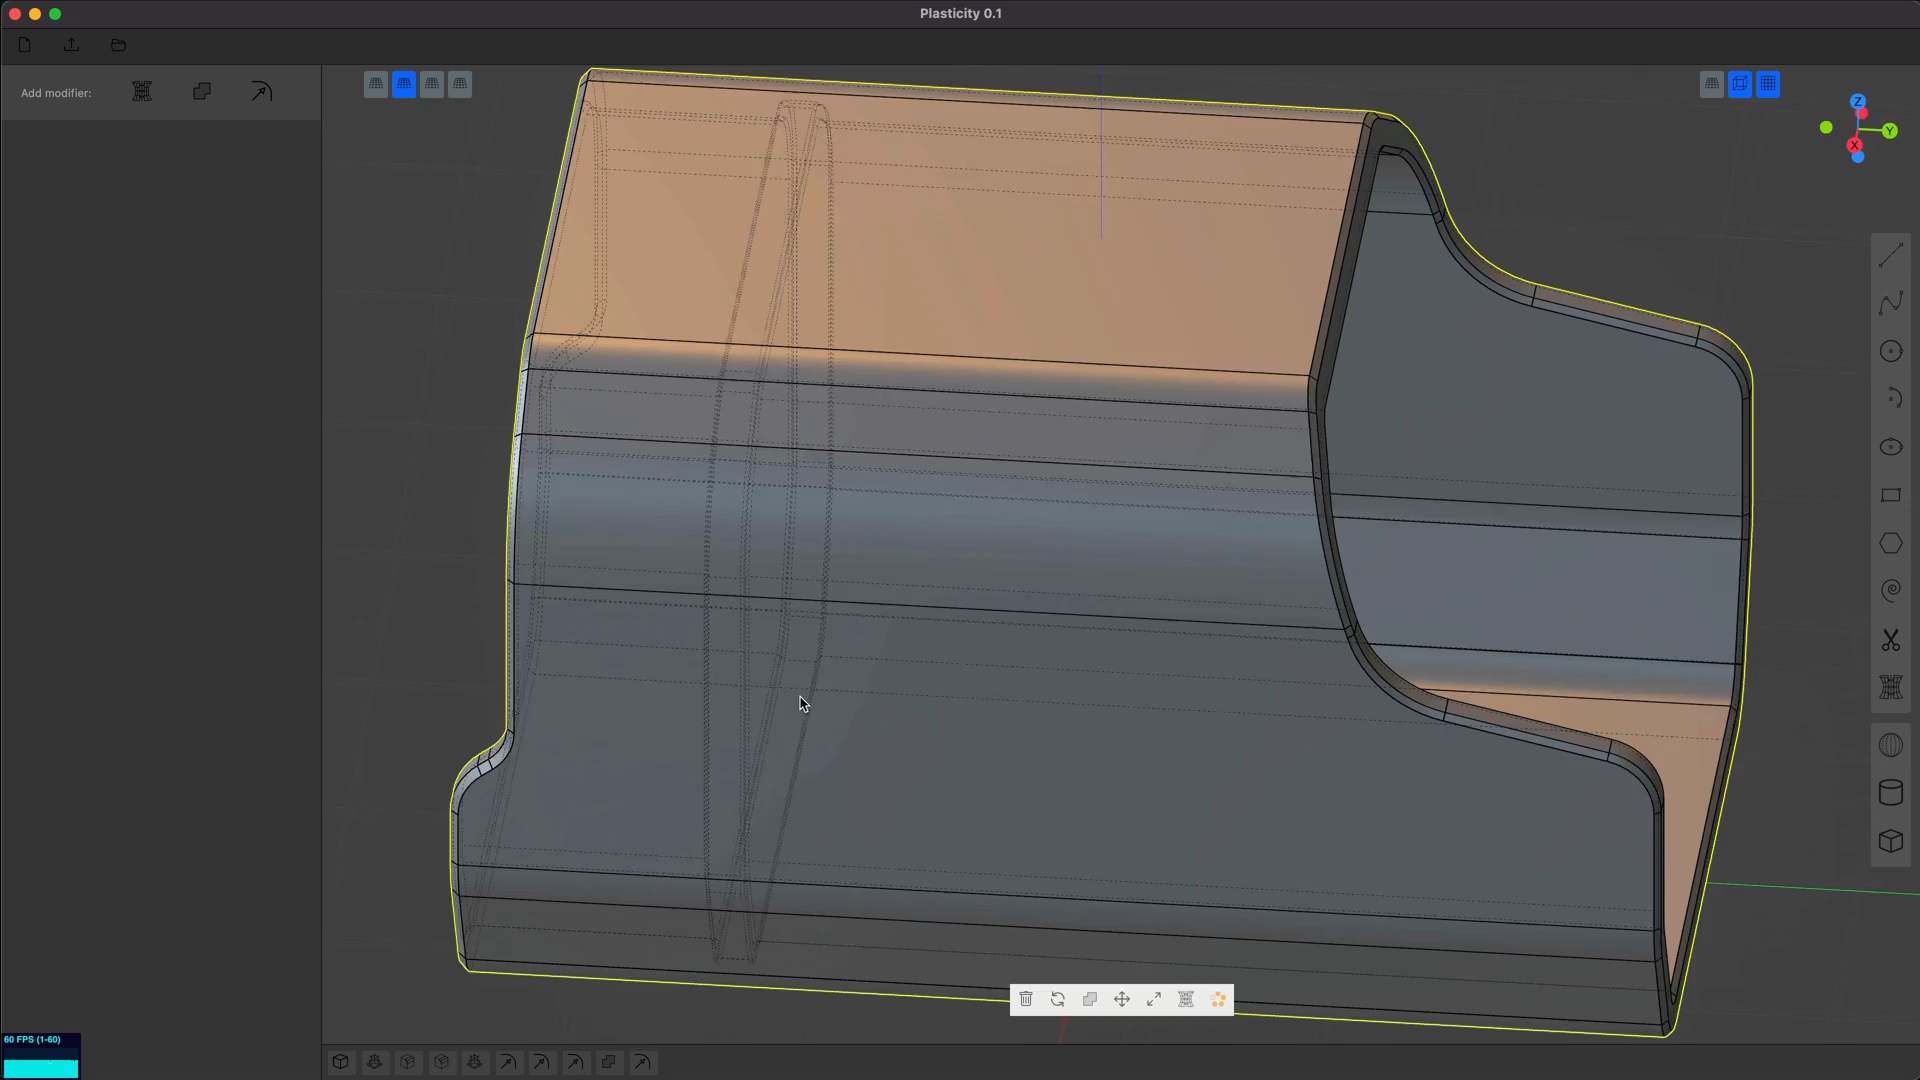 Plasticity 0.1
Add modifier:
Z
Y
X
60 FPS (1-60)